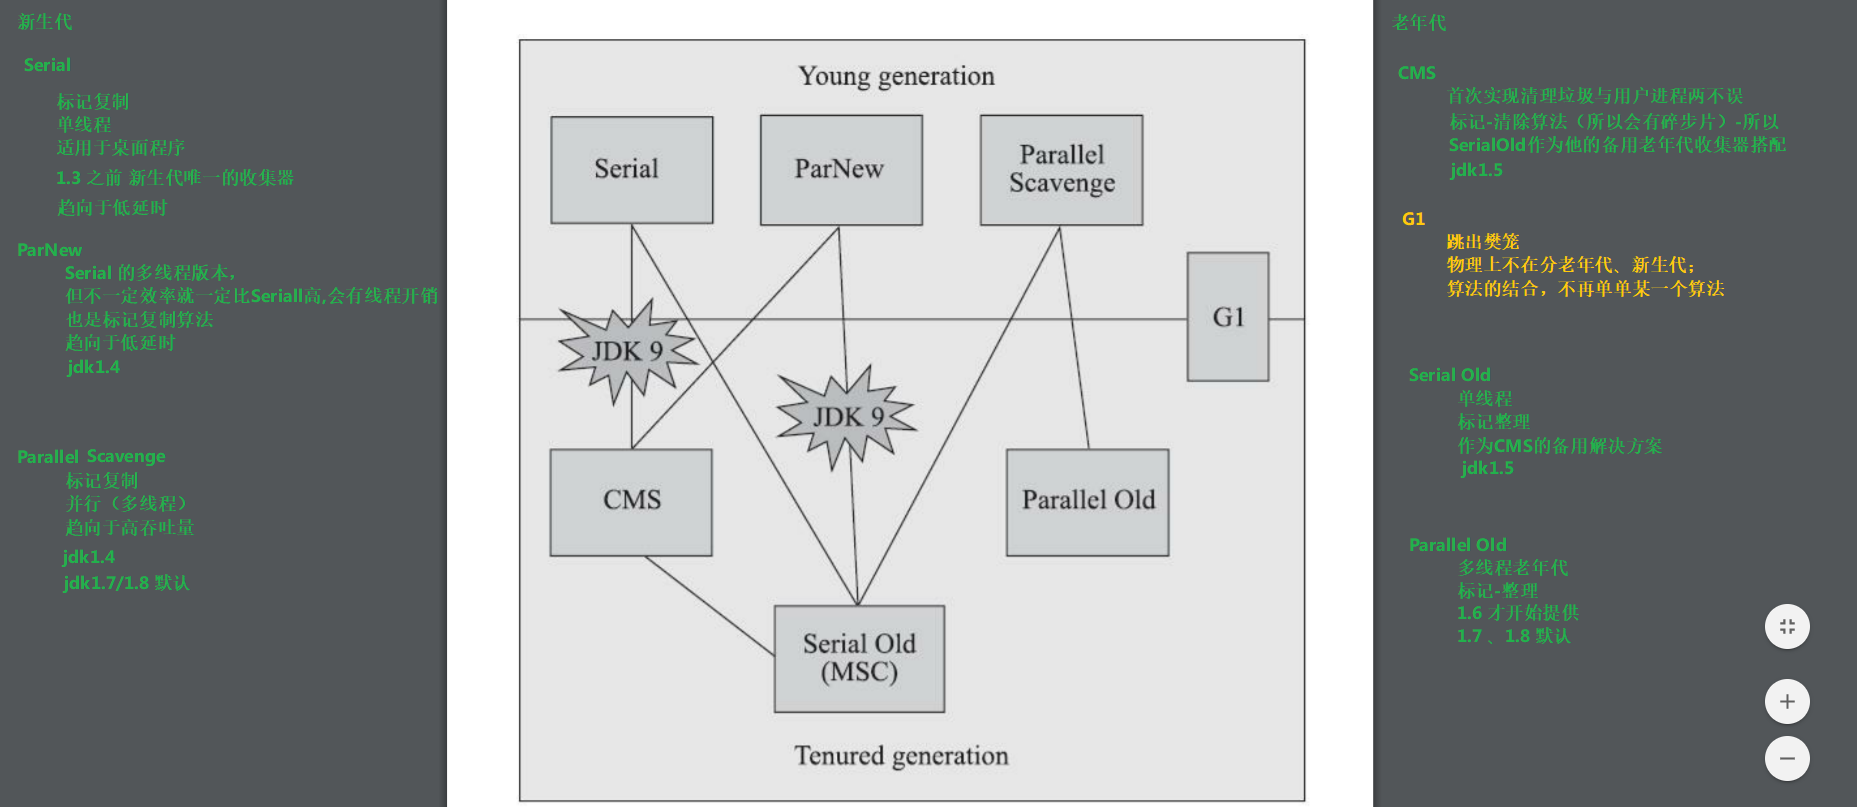 新生代
Serial
标记复制
单线程
适用于桌面程序
1.3 之前 新生代唯一的收集器
趋向于低延时
ParNew
Serial 的多线程版本，
但不一定效率就一定比Seriall高,会有线程开销
也是标记复制算法
趋向于低延时
jdk1.4
Parallel Scavenge
标记复制
并行（多线程）
趋向于高吞吐量
jdk1.4
jdk1.7/1.8 默认
Young generation
Serial
ParNew
Parallel
Scavenge
G1
JDK 9
JDK 9
CMS
Parallel Old
Serial Old
(MSC)
Tenured generation
老年代
CMS
首次实现清理垃圾与用户进程两不误
标记-清除算法（所以会有碎步片）-所以
SerialOld作为他的备用老年代收集器搭配
jdk1.5
G1
跳出樊笼
物理上不在分老年代、新生代；
算法的结合，不再单单某一个算法
Serial Old
单线程
标记整理
作为CMS的备用解决方案
jdk1.5
Parallel Old
多线程老年代
标记-整理
1.6 才开始提供
1.7 、1.8 默认